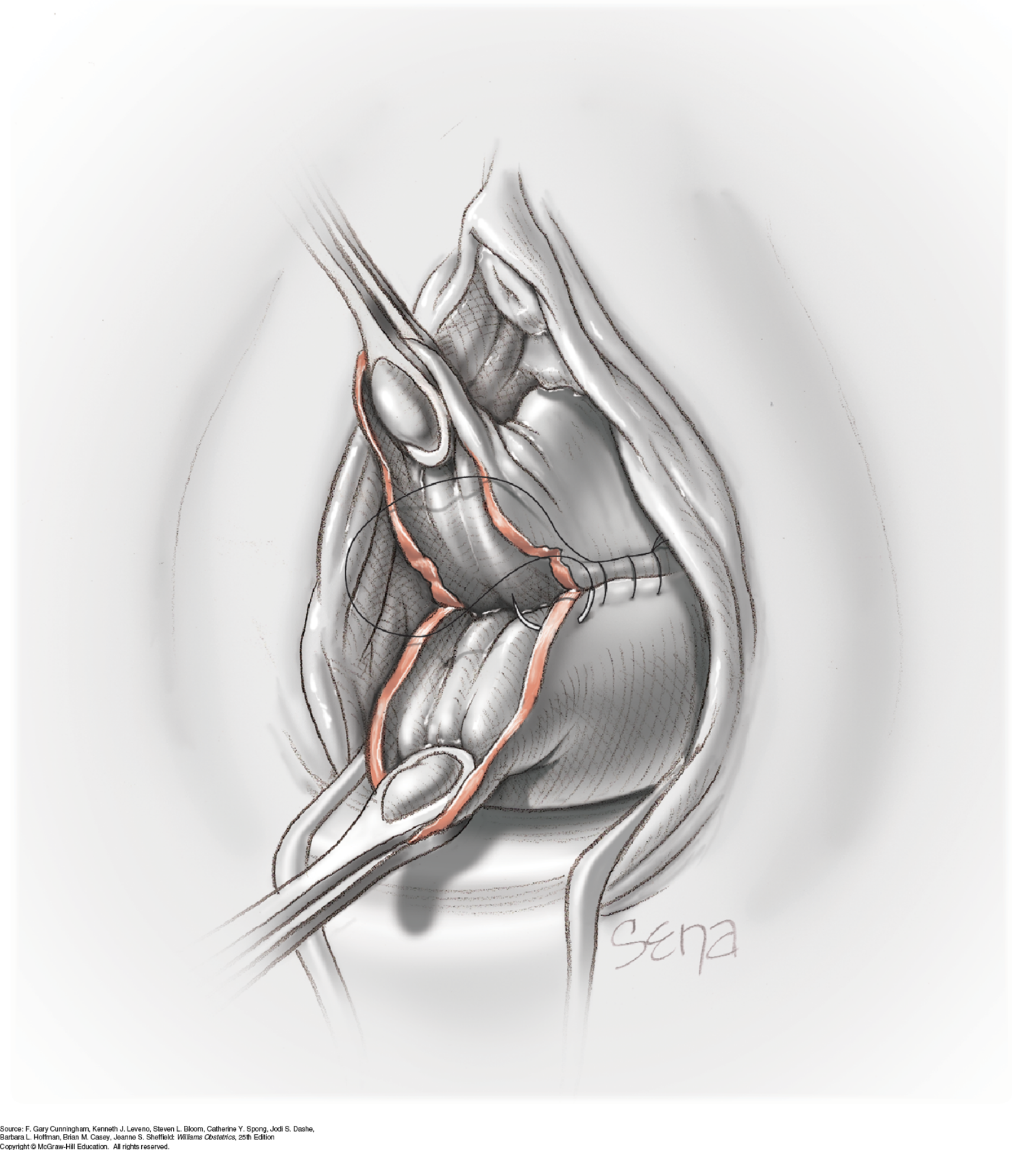 Sena
Source: F. Gary Cunningham, Kenneth J. Leveno, Steven L. Bloom, Catherine Y. Spong, Jodi S. Dashe,
Barbara L. Hoffman, Brian M. Casey, Jeanne S. Sheffield: Williams Obstetrics, 25th Edition
Copyright © McGraw-Hill Education. All rights reserved.